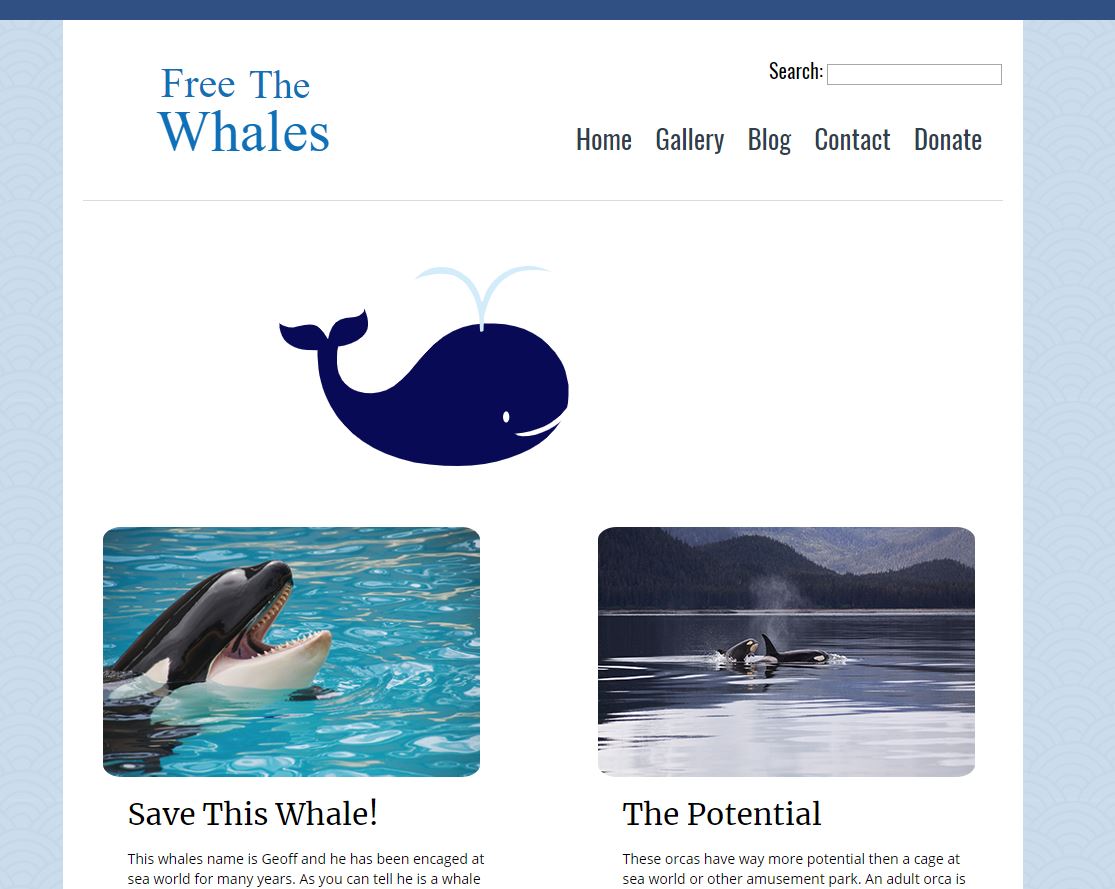 Free The
Whales
Search:
Home Gallery Blog Contact Donate
Save This Whale!
This whales name is Geoff and he has been encaged at
sea world for many years. As you can tell he is a whale
The Potential
These orcas have way more potential then a cage at
sea world or other amusement park. An adult orca is